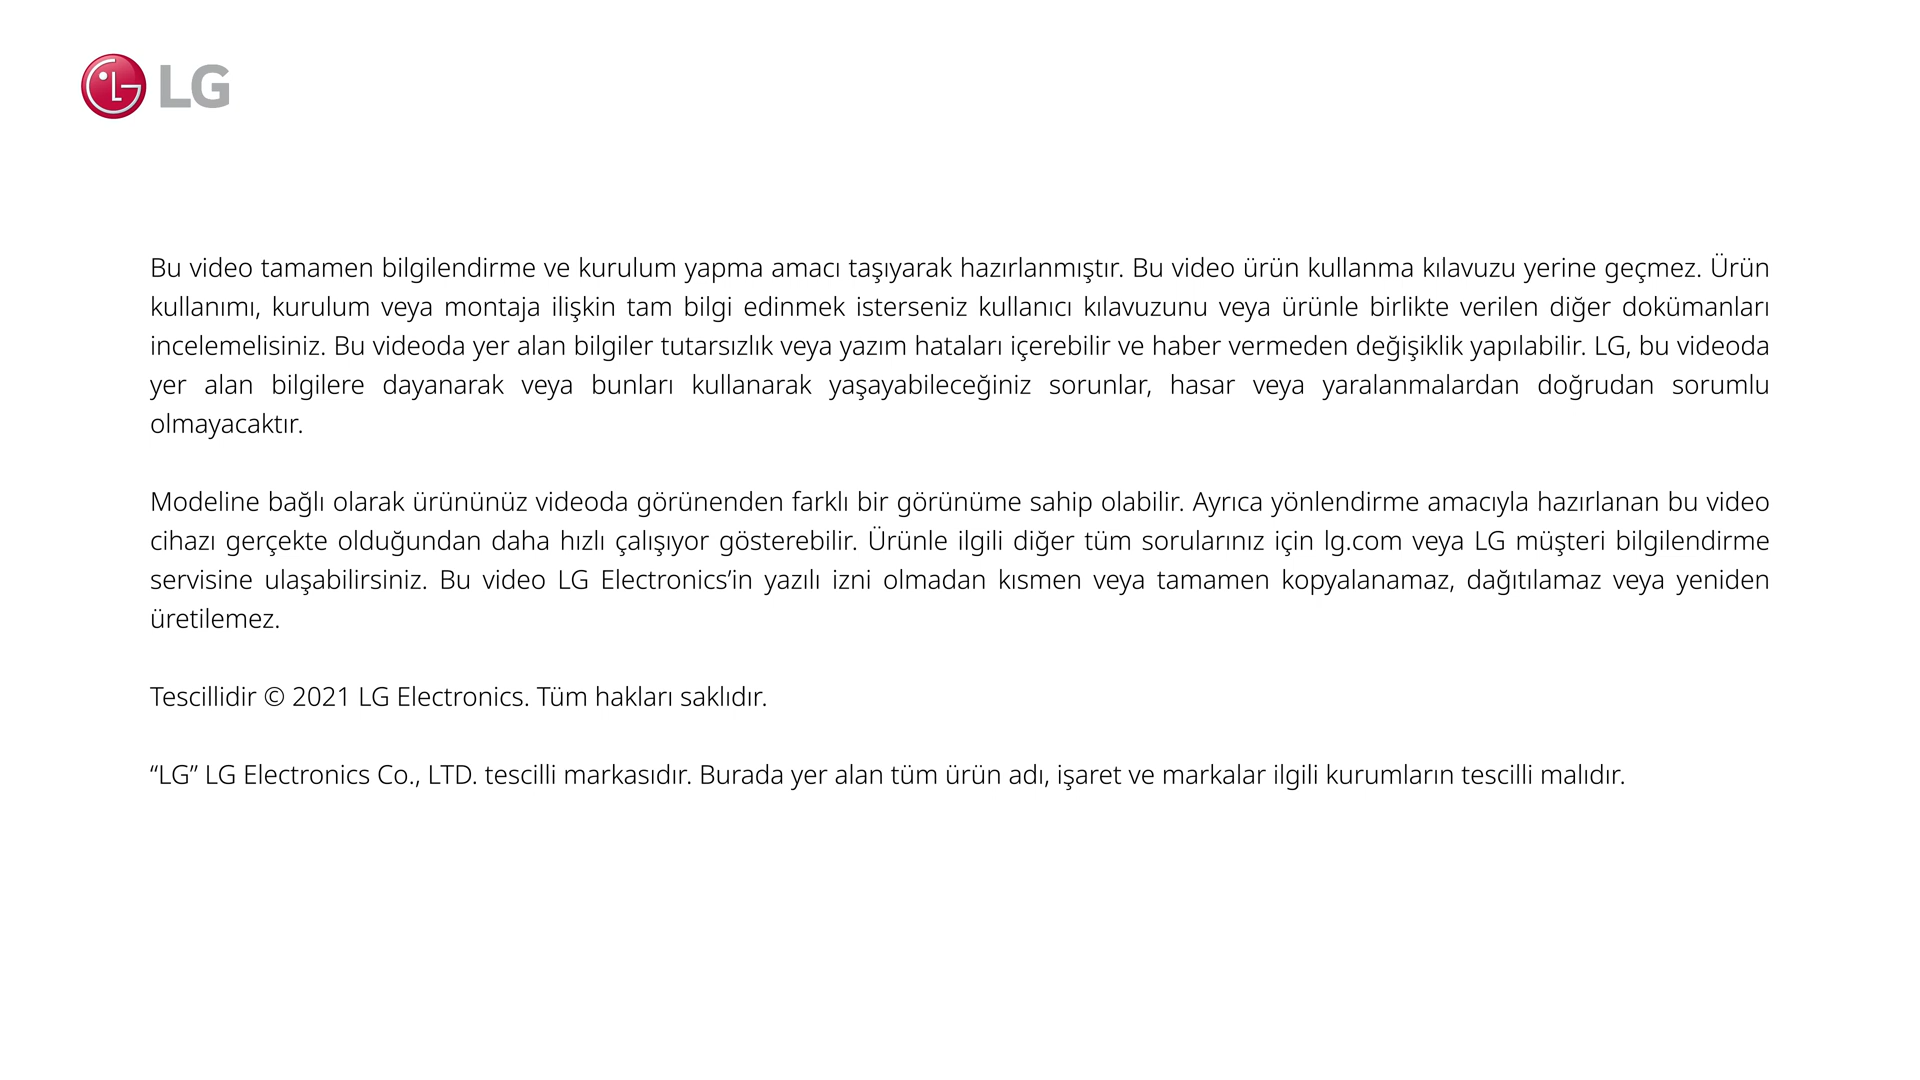 LG
Bu video tamamen bilgilendirme ve kurulum yapma amacı taşıyarak hazırlanmıştır. Bu video ürün kullanma kılavuzu yerine geçmez. Ürün
kullanımı, kurulum veya montaja ilişkin tam bilgi edinmek isterseniz kullanıcı kılavuzunu veya ürünle birlikte verilen diğer dokümanları
incelemelisiniz. Bu videoda yer alan bilgiler tutarsızlık veya yazım hataları içerebilir ve haber vermeden değişiklik yapılabilir. LG, bu videoda
yer alan bilgilere dayanarak veya bunları kullanarak yaşayabileceğiniz sorunlar, hasar veya yaralanmalardan doğrudan sorumlu
olmayacaktır.
Modeline bağlı olarak ürününüz videoda görünenden farklı bir görünüme sahip olabilir. Ayrıca yönlendirme amacıyla hazırlanan bu video
cihazı gerçekte olduğundan daha hızlı çalışıyor gösterebilir. Ürünle ilgili diğer tüm sorularınız için lg.com veya LG müşteri bilgilendirme
servisine ulaşabilirsiniz. Bu video LG Electronics’in yazılı izni olmadan kısmen veya tamamen kopyalanamaz, dağıtılamaz veya yeniden
üretilemez.
Tescillidir © 2021 LG Electronics. Tüm hakları saklıdır.
“LG” LG Electronics Co., LTD. tescilli markasıdır. Burada yer alan tüm ürün adı, işaret ve markalar ilgili kurumların tescilli malıdır.